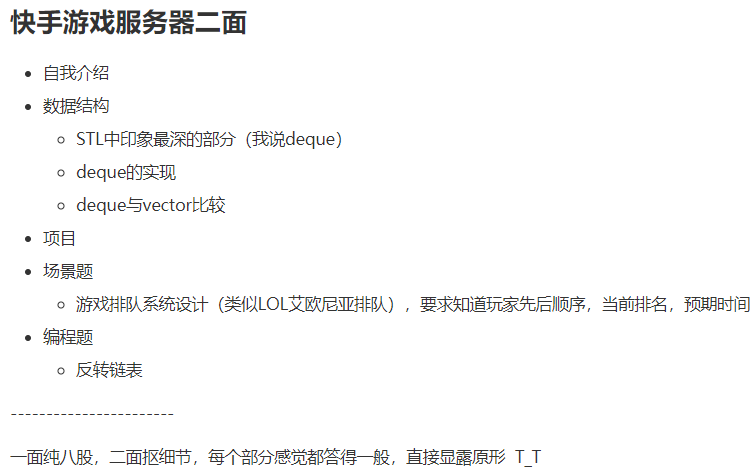 快手游戏服务器二面
自我介绍
数据结构
STL中印象最深的部分（我说deque）
deque的实现
deque与vector比较
项目
场景题
游戏排队系统设计（类似LOL艾欧尼亚排队），要求知道玩家先后顺序，当前排名，预期时间
编程题
反转链表
-----------------------
一面纯八股，二面抠细节，每个部分感觉都答得一般，直接显露原形 T_T